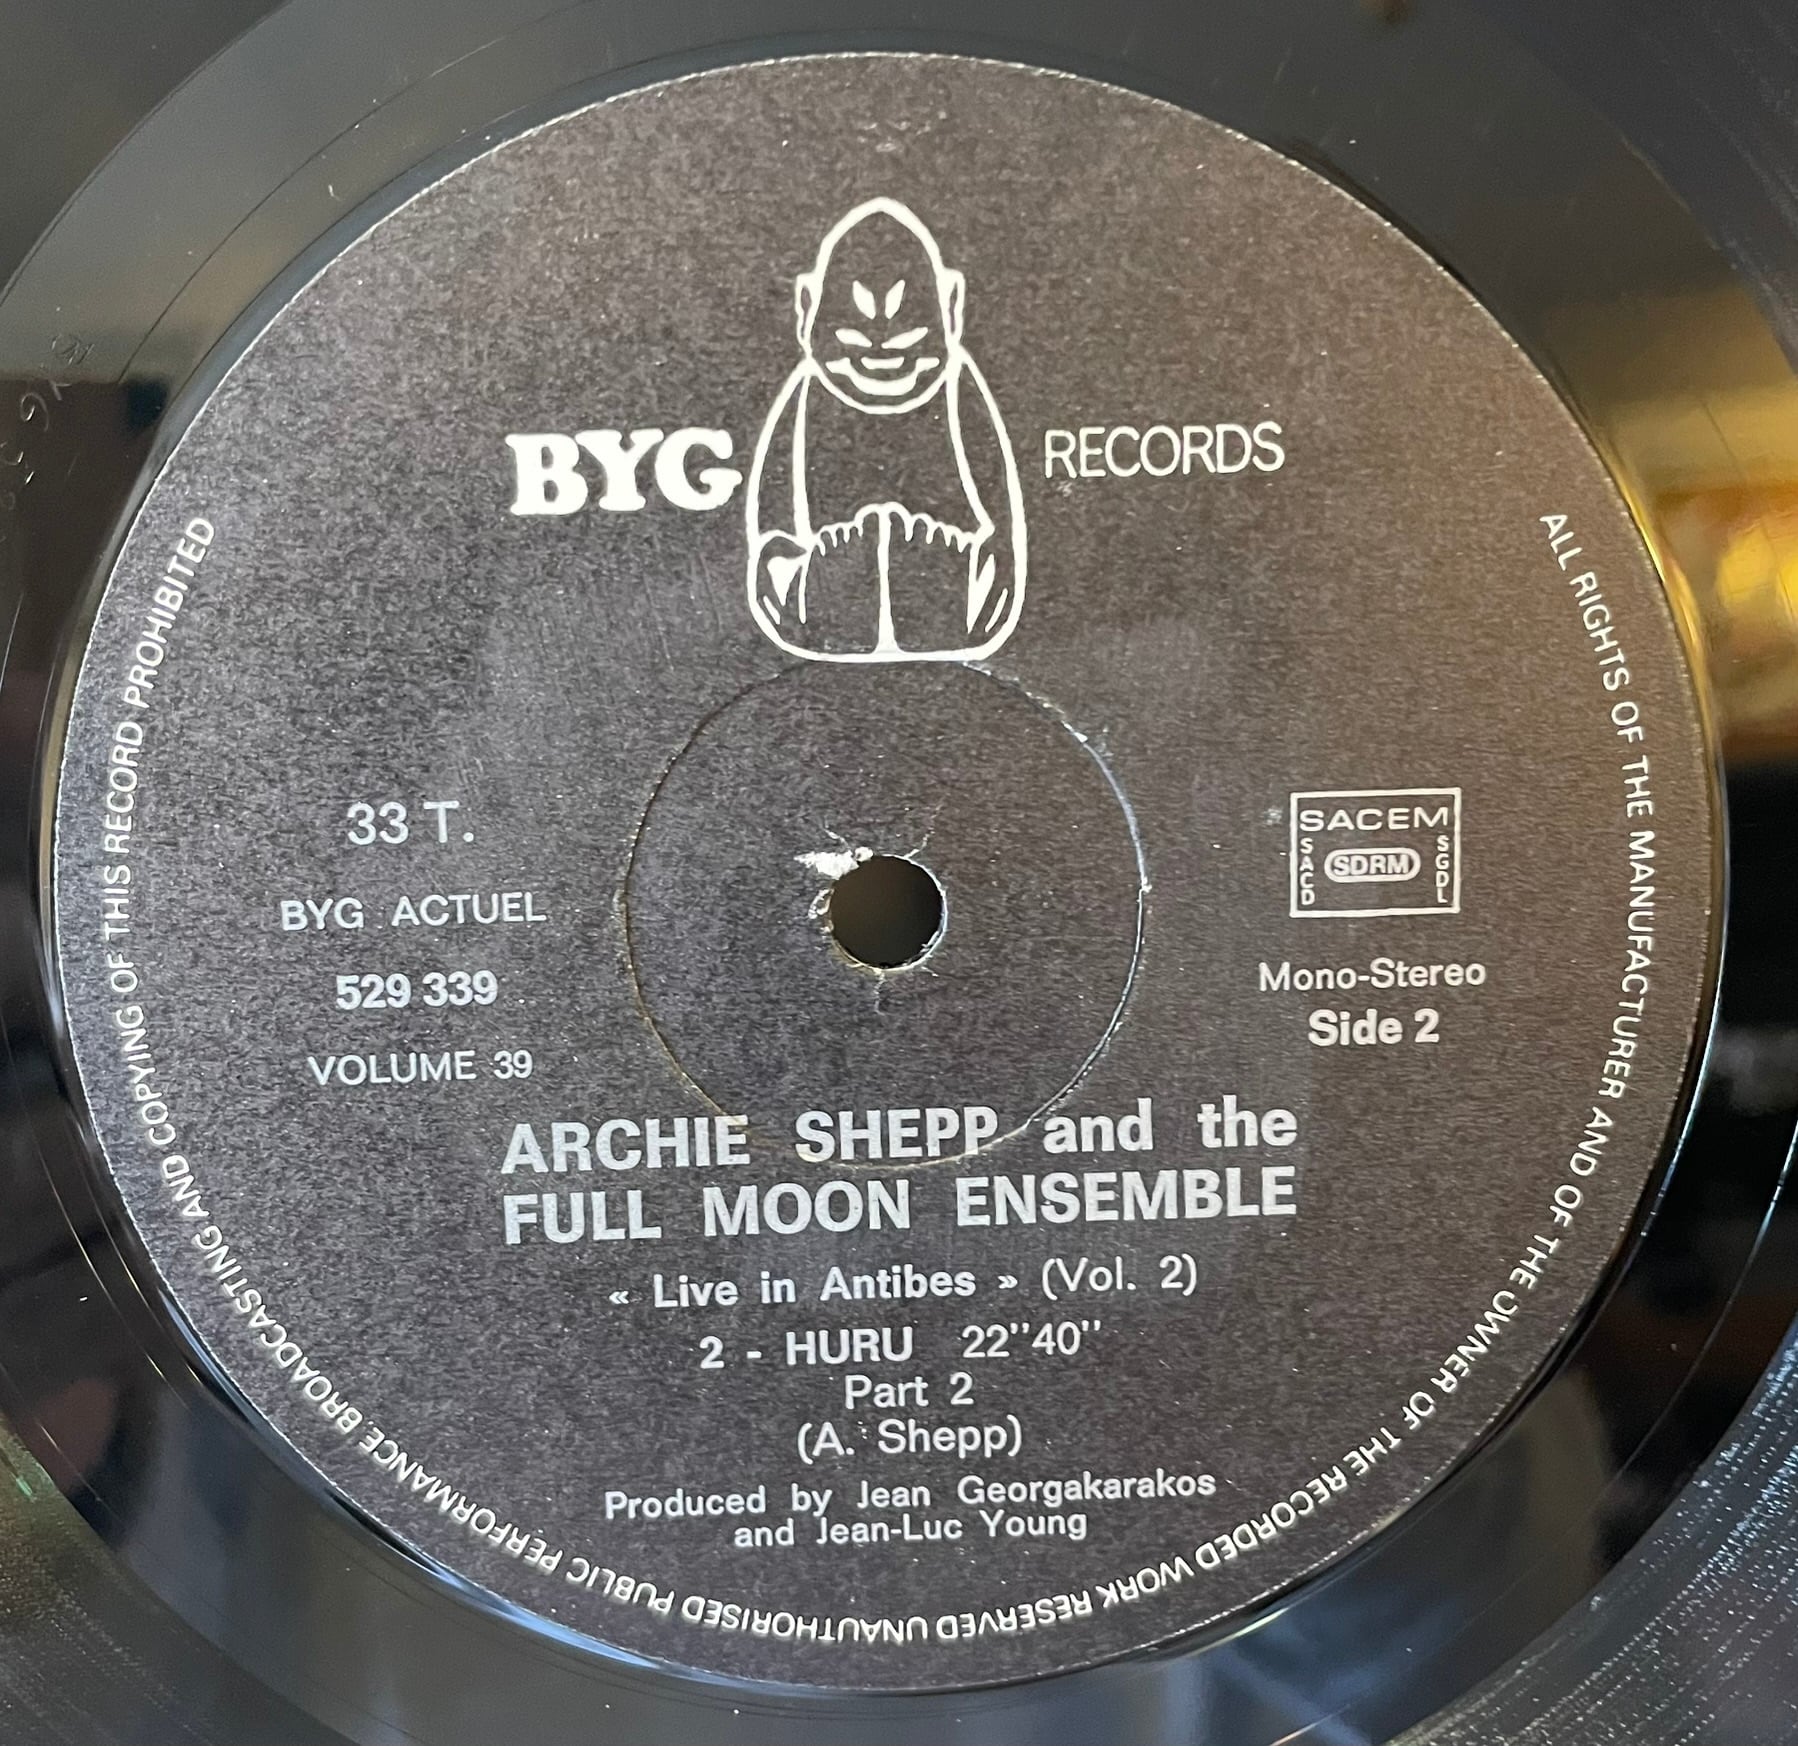 BYG RECORDS
33 T.
BYG ACTUEL
529 339
VOLUME 39
SACEM
SACD
SDRM
SGDL
Mono-Stereo
Side 2
ARCHIE SHEPP and the
FULL MOON ENSEMBLE
« Live in Antibes » (Vol. 2)
2 - HURU 22''40''
Part 2
(A. Shepp)
Produced by Jean Georgakarakos
and Jean-Luc Young
ALL RIGHTS OF THE MANUFACTURER AND OF THE OWNER OF THE RECORDED WORK RESERVED UNAUTHORISED PUBLIC PERFORMANCE BROADCASTING AND COPYING OF THIS RECORD PROHIBITED